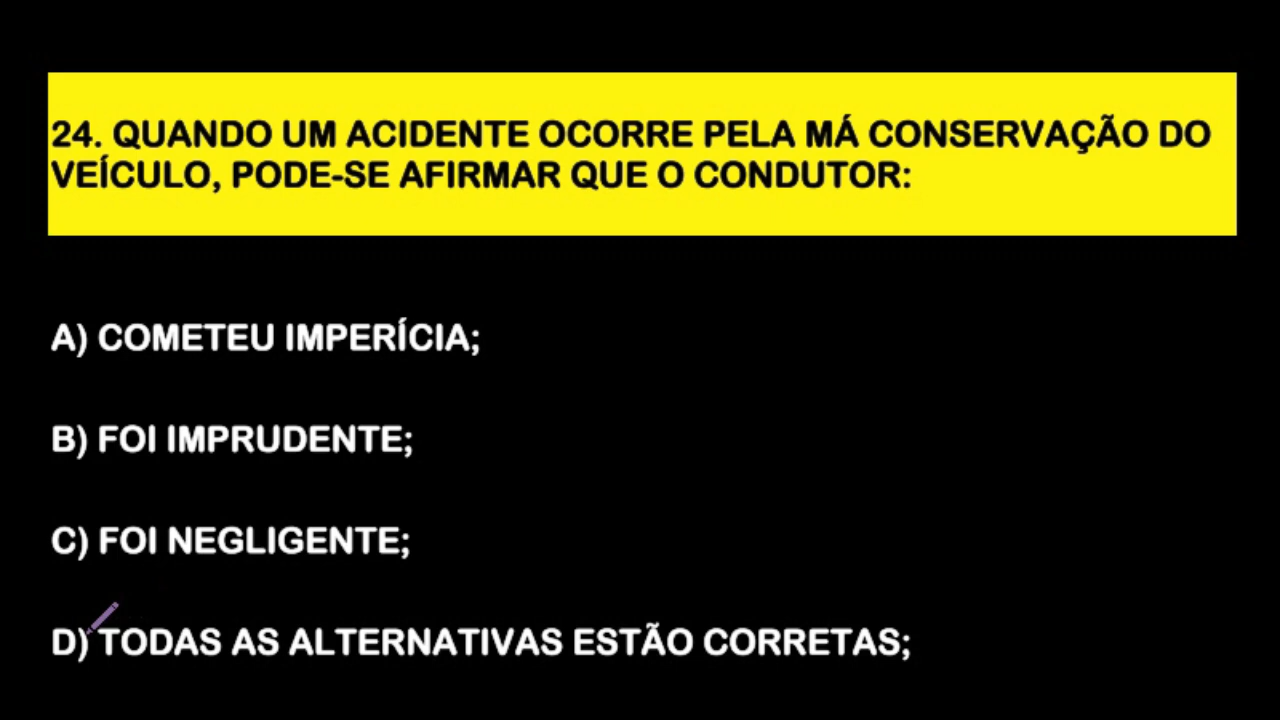 24. QUANDO UM ACIDENTE OCORRE PELA MÁ CONSERVAÇÃO DO
VEÍCULO, PODE-SE AFIRMAR QUE O CONDUTOR:
A) COMETEU IMPERÍCIA;
B) FOI IMPRUDENTE;
C) FOI NEGLIGENTE;
D) TODAS AS ALTERNATIVAS ESTÃO CORRETAS;